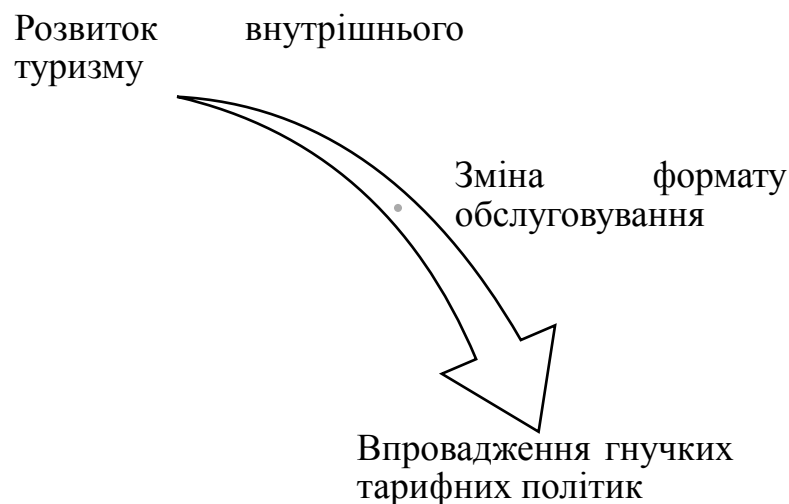 Розвиток внутрішнього
туризму
Зміна формату
обслуговування
Впровадження гнучких
тарифних політик